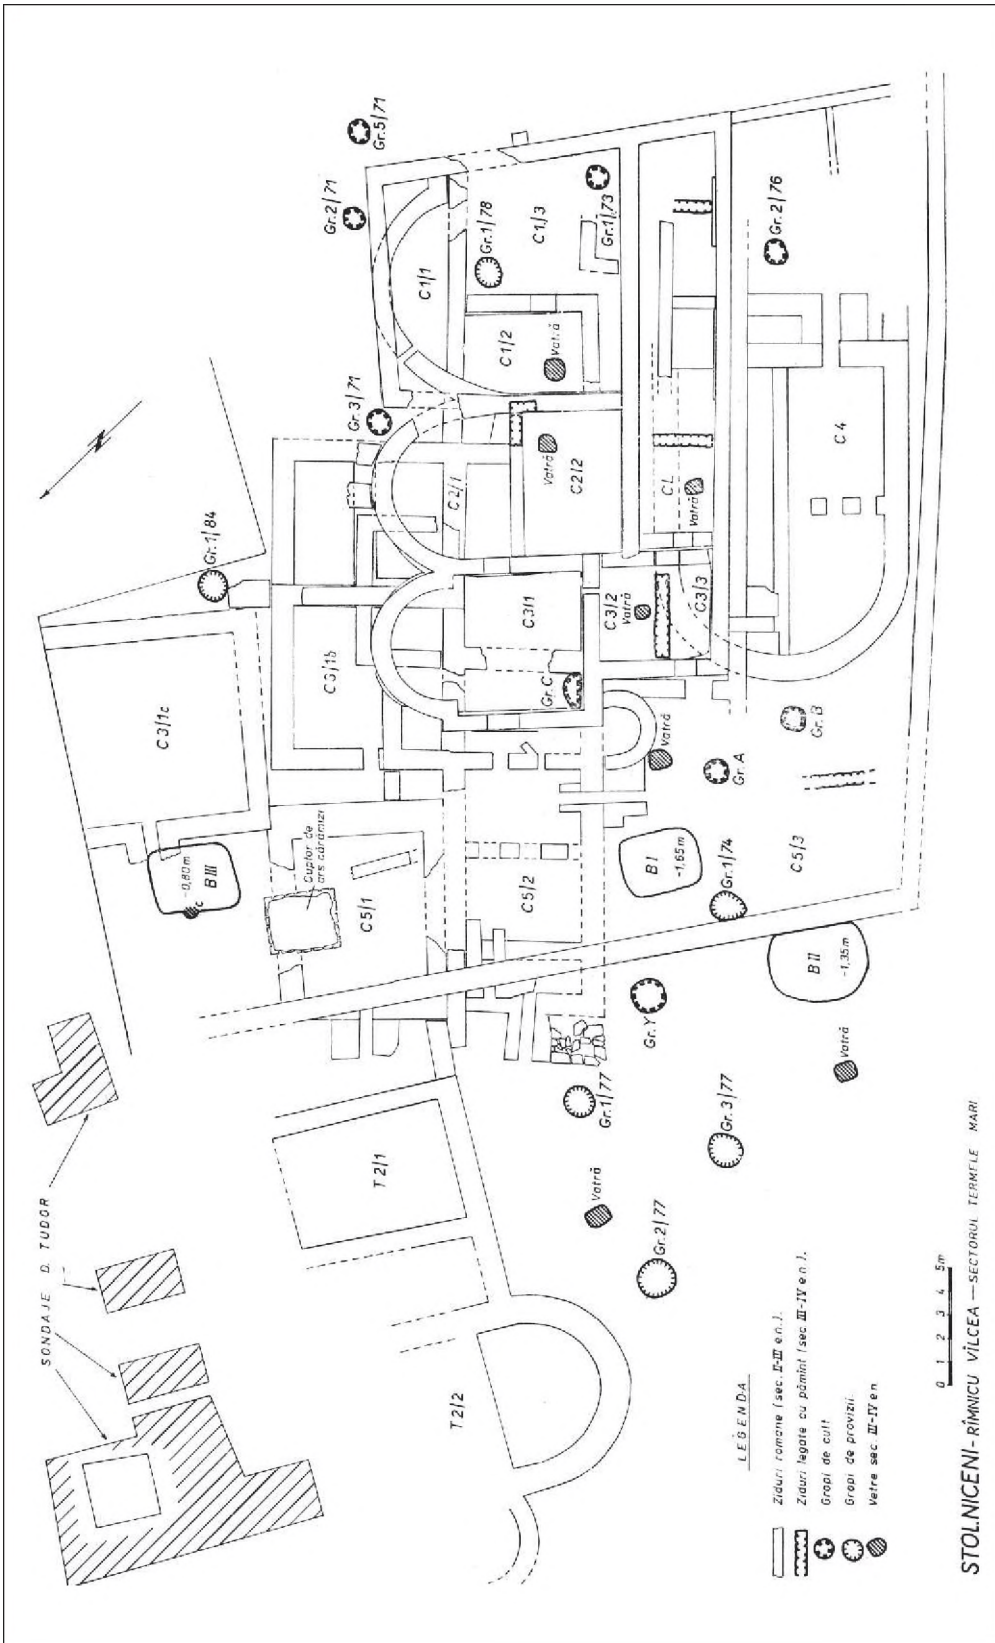 SONDAJE D. TUDOR
Gr. 5/71
Gr. 2/71
Gr. 1/78
C1/1
C1/3
Gr. 1/73
C1/2
Vatră
Gr. 2/76
Gr. 3/71
C2/1
Vatră
C2/2
CL
Vatră
C4
Gr. 1/84
C3/1c
C3/1b
C3/1
C3/2
Vatră
C3/3
Gr. C
Vatră
Gr. A
Gr. B
-0,80m
B III
c
Cuptor de
ars cărămizi
C5/1
C5/2
B I
-1,65m
Gr. 1/74
C5/3
B II
-1,35m
Gr. Y
Vatră
Gr. 1/77
Gr. 3/77
T2/1
Vatră
Gr. 2/77
T2/2
LEGENDA
Ziduri romane (sec. II-III e.n.).
Ziduri legate cu pămînt (sec III-IV e n.).
Gropi de cult
Gropi de provizii
Vetre sec. III-IV en
0 1 2 3 4 5m
STOLNICENI-RÎMNICU VÎLCEA —SECTORUL TERMELE MARI